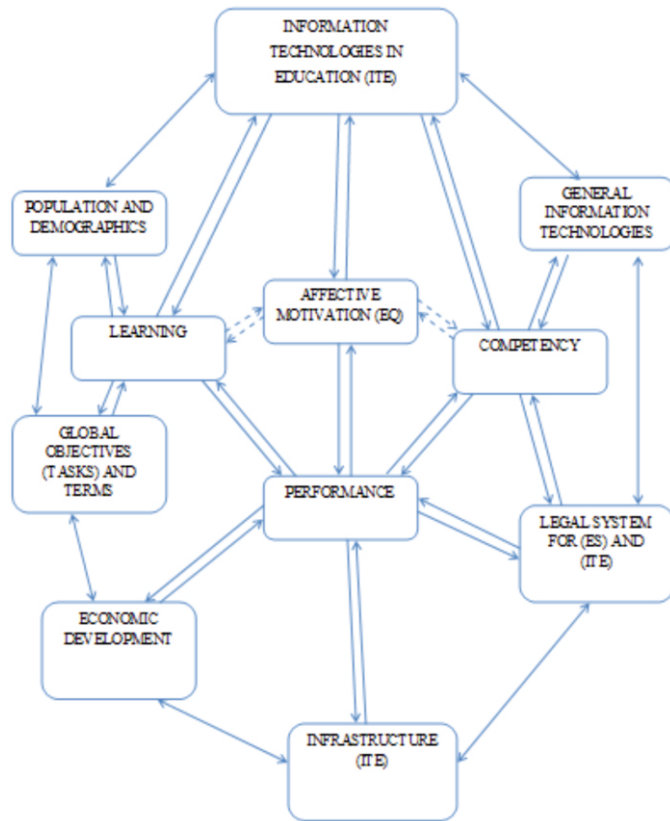 INFORMATION
TECHNOLOGIES IN
EDUCATION (ITE)
POPULATION AND
DEMOGRAPHICS
GENERAL
INFORMATION
TECHNOLOGIES
AFFECTIVE
MOTIVATION (EQ)
LEARNING
COMPETENCY
GLOBAL
OBJECTIVES
(TASKS) AND
TERMS
PERFORMANCE
LEGAL SYSTEM
FOR (ES) AND
(ITE)
ECONOMIC
DEVELOPMENT
INFRASTRUCTURE
(ITE)